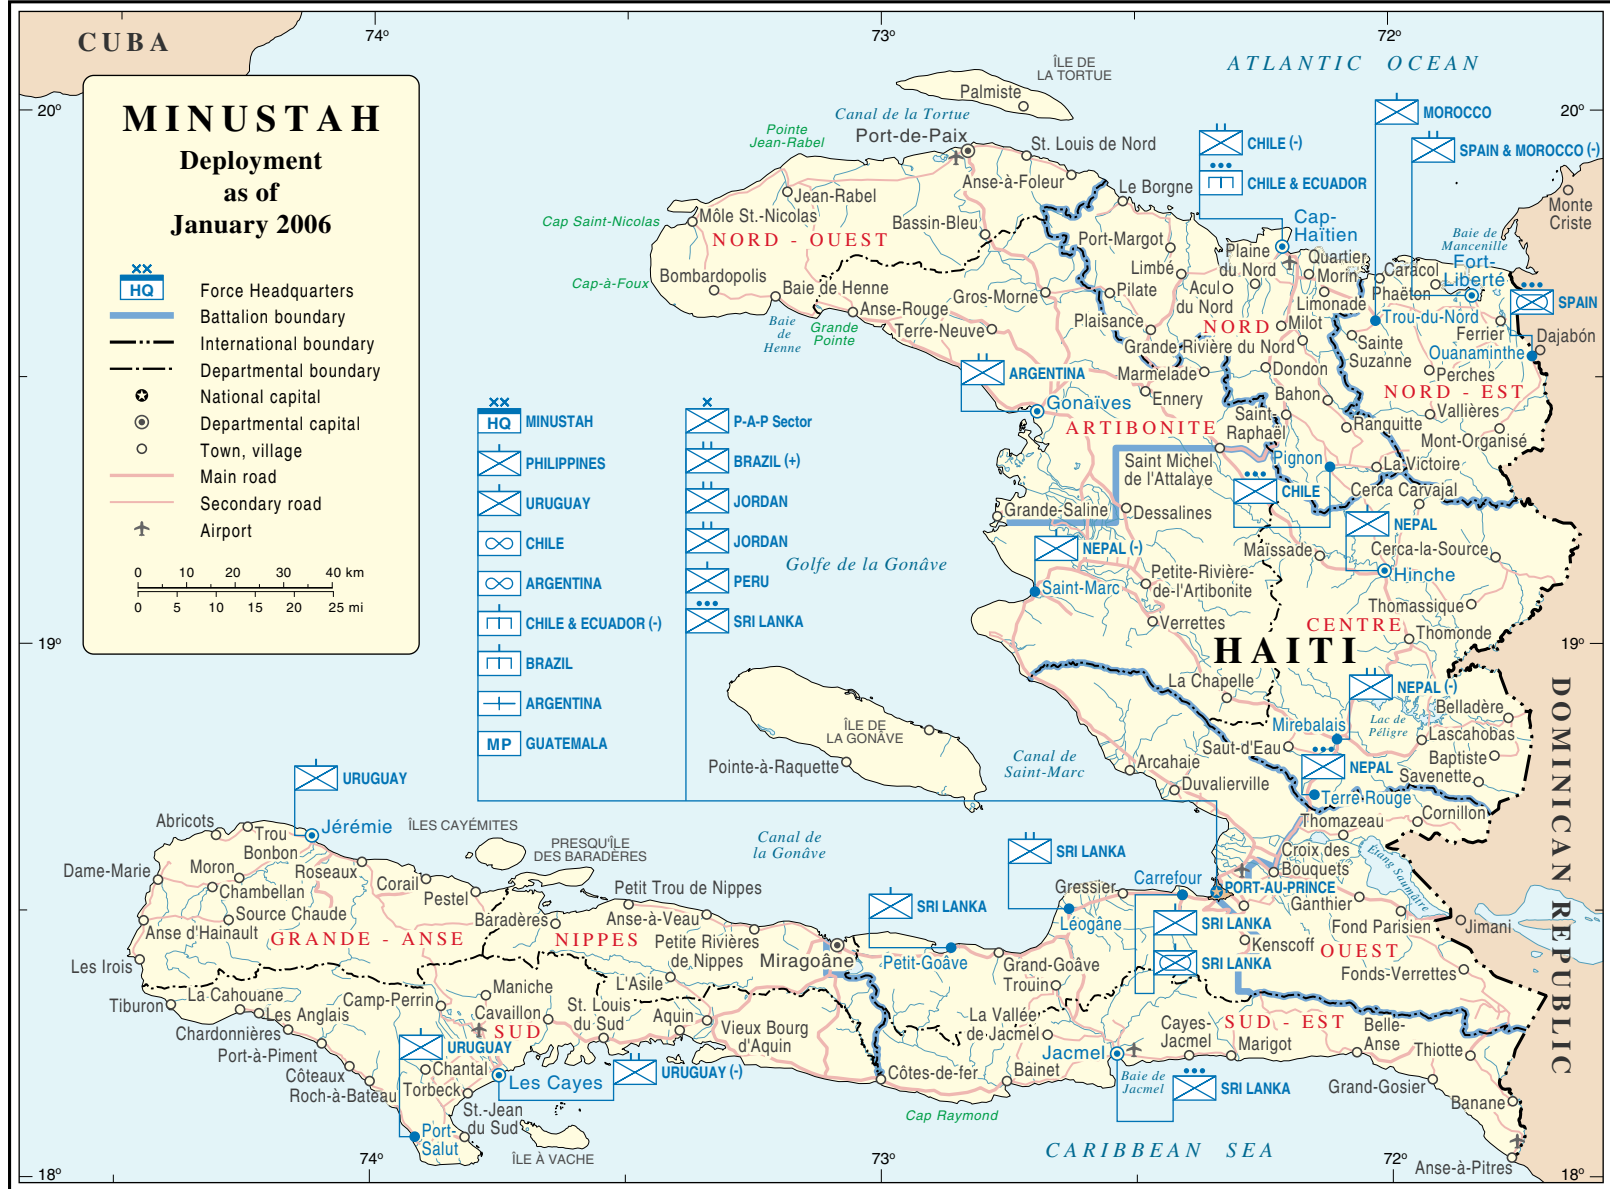 CUBA
74°
73°
72°
20°
20°
19°
19°
18°
18°
74°
73°
72°
MINUSTAH
Deployment
as of
January 2006
XX
HQ
Force Headquarters
Battalion boundary
International boundary
Departmental boundary
National capital
Departmental capital
Town, village
Main road
Secondary road
Airport
0 10 20 30 40 km
0 5 10 15 20 25 mi
ATLANTIC OCEAN
ÎLE DE
LA TORTUE
Palmiste
Canal de la Tortue
Pointe
Jean-Rabel
Port-de-Paix
St. Louis de Nord
Anse-à-Foleur
Le Borgne
Jean-Rabel
Cap Saint-Nicolas
Môle St.-Nicolas
Bassin-Bleu
NORD - OUEST
Port-Margot
Cap-à-Foux
Bombardopolis
Baie de Henne
Baie
de
Henne
Grande
Pointe
Anse-Rouge
Terre-Neuve
Gros-Morne
Limbé
Pilate
Plaisance
CHILE (-)
CHILE & ECUADOR
MOROCCO
SPAIN & MOROCCO (-)
Cap-
Haïtien
Monte
Criste
Baie de
Mancenille
Fort-
Liberté
Plaine
du Nord
Quartier
Morin
Caracol
Acul
du Nord
Limonade
Phaëton
SPAIN
NORD
Milot
Trou-du-Nord
Ferrier
Dajabón
Sainte
Suzanne
Ouanaminthe
Grande Rivière du Nord
Marmelade
Dondon
Perches
NORD - EST
Ennery
Bahon
Vallières
Saint-
Raphaël
Ranquitte
Mont-Organisé
ARGENTINA
Gonaïves
ARTIBONITE
Saint Michel
de l'Attalaye
Pignon
La Victoire
CHILE
Cerca Carvajal
XX
HQ
MINUSTAH
PHILIPPINES
URUGUAY
CHILE
ARGENTINA
CHILE & ECUADOR (-)
BRAZIL
ARGENTINA
MP
GUATEMALA
X
P-A-P Sector
BRAZIL (+)
JORDAN
JORDAN
PERU
SRI LANKA
Grande-Saline
Dessalines
NEPAL
Maïssade
Cerca-la-Source
NEPAL (-)
Hinche
Golfe de la Gonâve
Saint-Marc
Petite-Rivière-
de-l'Artibonite
Thomassique
Verrettes
CENTRE
Thomonde
HAITI
La Chapelle
NEPAL (-)
Belladère
Mirebalais
Lac de
Péligre
Lascahobas
Saut-d'Eau
Baptiste
NEPAL
Savenette
Terre Rouge
Cornillon
ÎLE DE
LA GONÂVE
Pointe-à-Raquette
Canal de
Saint-Marc
Arcahaie
Duvalierville
Thomazeau
Croix des
Bouquets
Étang Saumâtre
DOMINICAN REPUBLIC
URUGUAY
Abricots
Trou
Bonbon
Jérémie
ÎLES CAYÉMITES
PRESQU'ÎLE
DES BARADÈRES
Canal de
la Gonâve
Dame-Marie
Moron
Roseaux
Chambellan
Corail
Pestel
Petit Trou de Nippes
Source Chaude
Baradères
Anse-à-Veau
Anse d'Hainault
GRANDE - ANSE
NIPPES
Petite Rivières
de Nippes
Miragoâne
Les Irois
SRI LANKA
SRI LANKA
Gressier
Carrefour
PORT-AU-PRINCE
Ganthier
Léogâne
SRI LANKA
Fond Parisien
Jimani
Kenscoff
OUEST
SRI LANKA
Petit-Goâve
Grand-Goâve
Fonds-Verrettes
Trouin
Tiburon
La Cahouane
Les Anglais
Camp-Perrin
Maniche
L'Asile
Cavaillon
St. Louis
du Sud
Aquin
Chardonnières
SUD
Vieux Bourg
d'Aquin
La Vallée
de Jacmel
Cayes-
Jacmel
SUD - EST
Belle-
Anse
Marigot
Thiotte
Port-à-Piment
URUGUAY
Chantal
Jacmel
Côteaux
Les Cayes
URUGUAY (-)
Côtes-de-fer
Bainet
Baie de
Jacmel
SRI LANKA
Grand-Gosier
Roch-à-Bateau
Torbeck
St.-Jean
du Sud
Banane
Port-
Salut
Cap Raymond
ÎLE À VACHE
CARIBBEAN SEA
Anse-à-Pitres